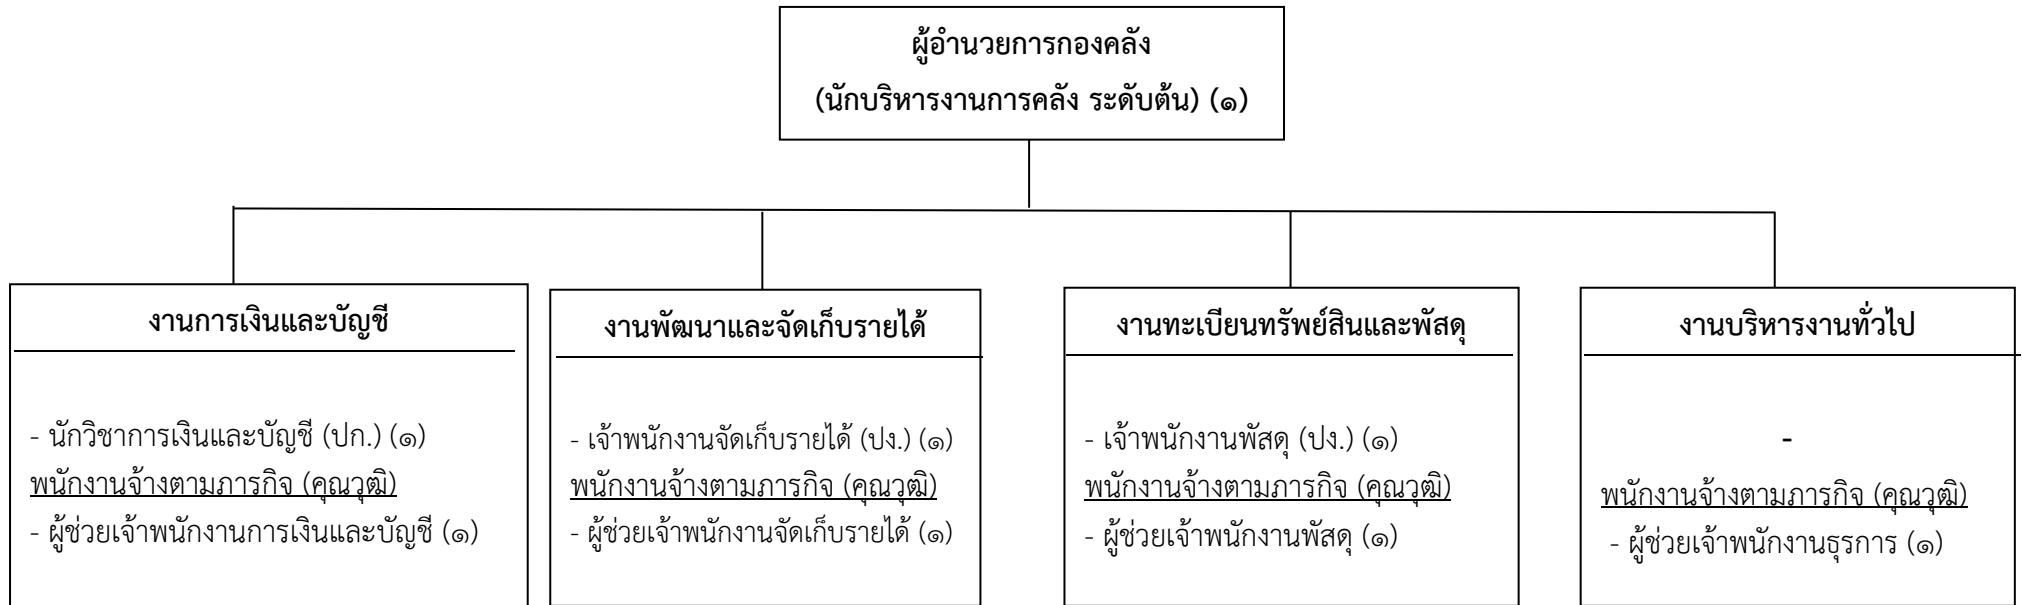 ผู้อำนวยการกองคลัง
(นักบริหารงานการคลัง ระดับต้น) (๑)
งานการเงินและบัญชี
- นักวิชาการเงินและบัญชี (ปก.) (๑)
พนักงานจ้างตามภารกิจ (คุณวุฒิ)
- ผู้ช่วยเจ้าพนักงานการเงินและบัญชี (๑)
งานพัฒนาและจัดเก็บรายได้
- เจ้าพนักงานจัดเก็บรายได้ (ปง.) (๑)
พนักงานจ้างตามภารกิจ (คุณวุฒิ)
- ผู้ช่วยเจ้าพนักงานจัดเก็บรายได้ (๑)
งานทะเบียนทรัพย์สินและพัสดุ
- เจ้าพนักงานพัสดุ (ปง.) (๑)
พนักงานจ้างตามภารกิจ (คุณวุฒิ)
- ผู้ช่วยเจ้าพนักงานพัสดุ (๑)
งานบริหารงานทั่วไป
-
พนักงานจ้างตามภารกิจ (คุณวุฒิ)
- ผู้ช่วยเจ้าพนักงานธุรการ (๑)